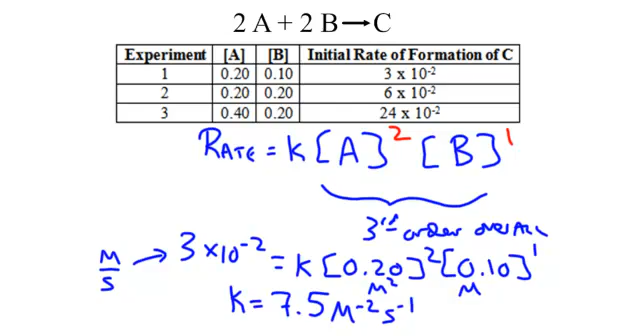 2 A + 2 B → C
Experiment [A] [B] Initial Rate of Formation of C
1 0.20 0.10 3 x 10⁻²
2 0.20 0.20 6 x 10⁻²
3 0.40 0.20 24 x 10⁻²
RATE = K [A]² [B]¹
3rd order overall
M/S → 3 × 10⁻² = K [0.20]² [0.10]¹
M² M
K = 7.5 M⁻² s⁻¹